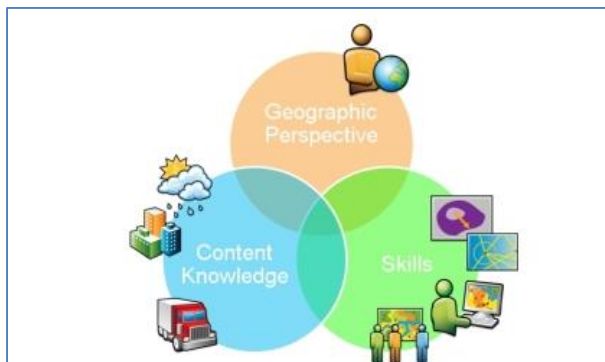 Geographic
Perspective
Content
Knowledge
Skills